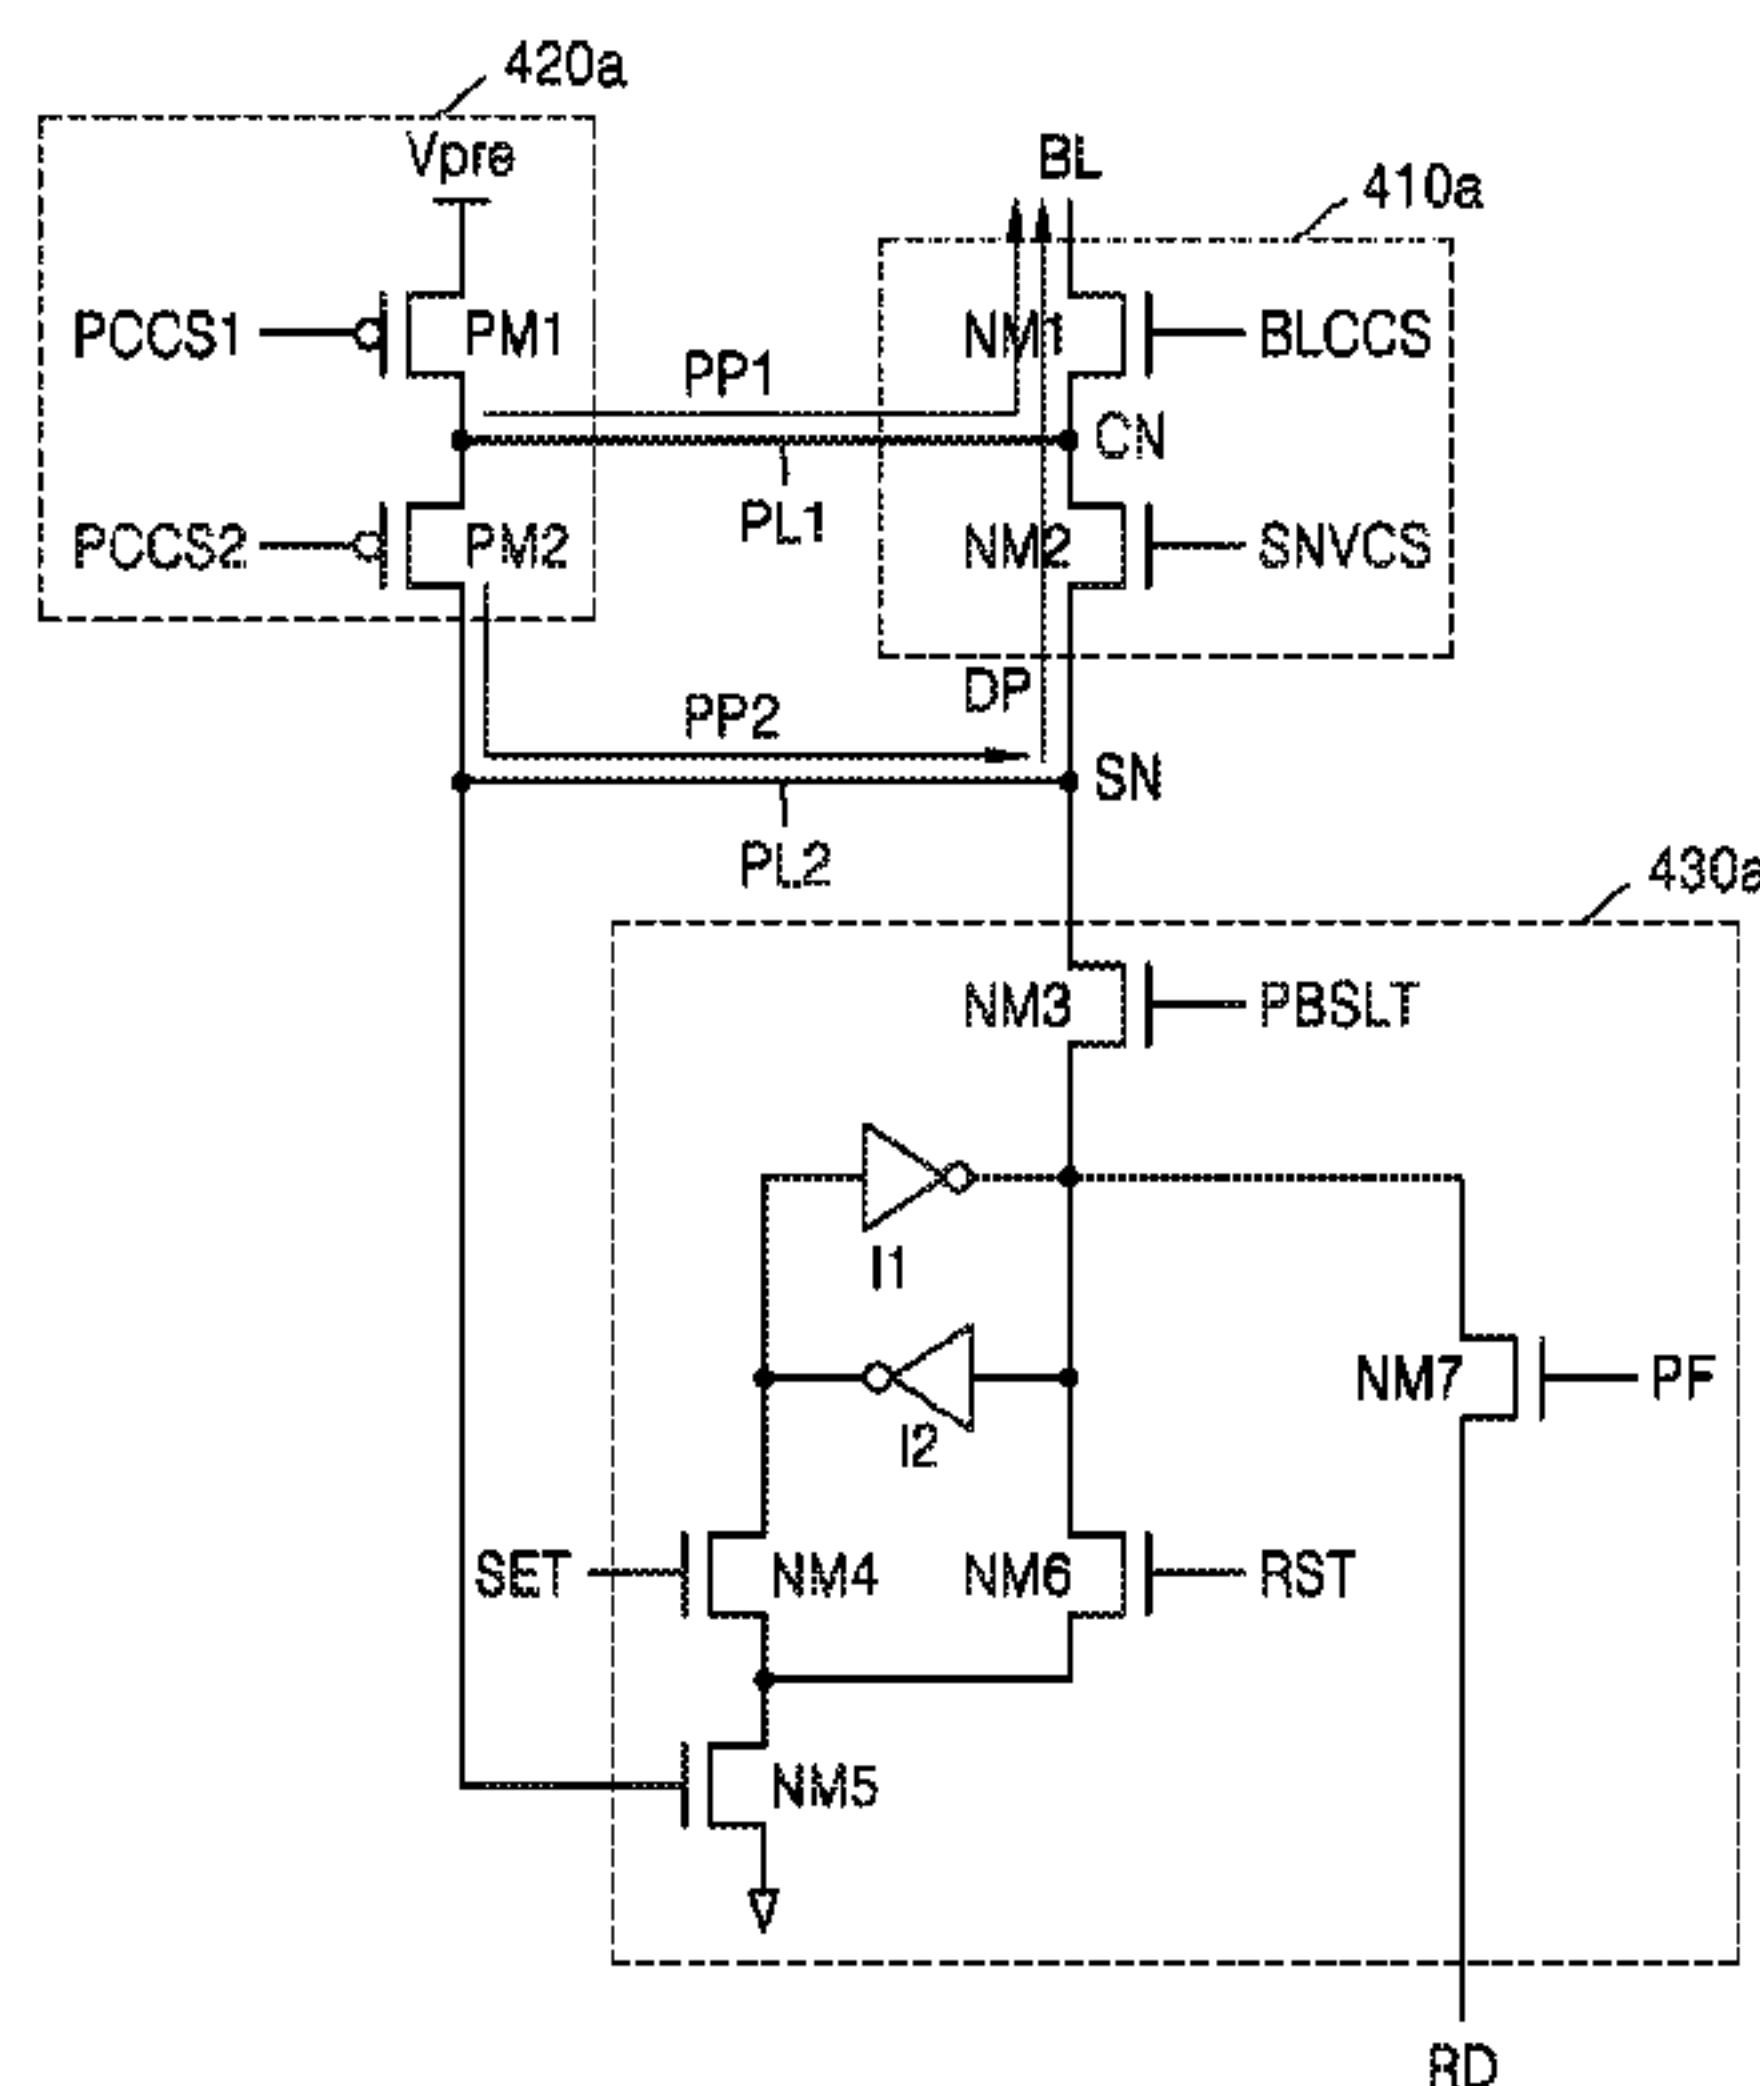 420a
Vpre
BL
410a
PCCS1
PM1
NM1
BLCCS
PP1
CN
PL1
PCCS2
PM2
NM2
SNVCS
DP
PP2
SN
PL2
430a
NM3
PBSLT
I1
I2
NM7
PF
SET
NM4
NM6
RST
NM5
RD